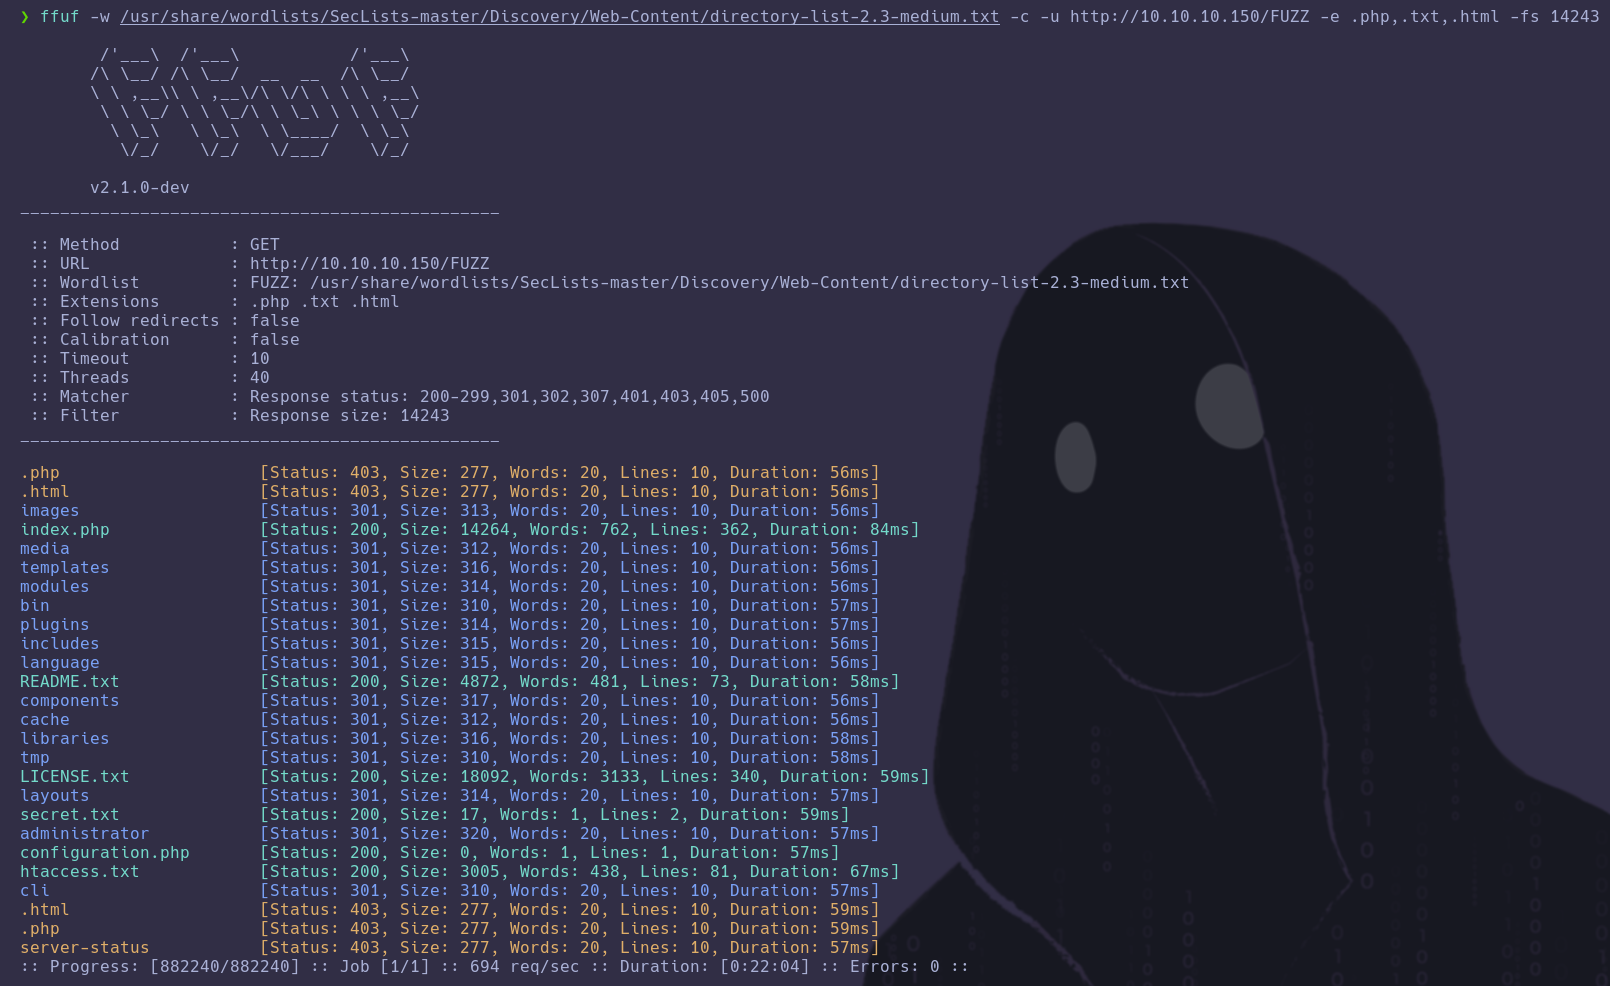 ❯ ffuf -w /usr/share/wordlists/SecLists-master/Discovery/Web-Content/directory-list-2.3-medium.txt -c -u http://10.10.10.150/FUZZ -e .php,.txt,.html -fs 14243
        /'___\  /'___\           /'___\
       /\ \__/ /\ \__/  __  __  /\ \__/
       \ \ ,__\\ \ ,__\/\ \/\ \ \ \ ,__\
        \ \ \_/ \ \ \_/\ \ \_\ \ \ \ \_/
         \ \_\   \ \_\  \ \____/  \ \_\
          \/_/    \/_/   \/___/    \/_/
       v2.1.0-dev
________________________________________________
 :: Method           : GET
 :: URL              : http://10.10.10.150/FUZZ
 :: Wordlist         : FUZZ: /usr/share/wordlists/SecLists-master/Discovery/Web-Content/directory-list-2.3-medium.txt
 :: Extensions       : .php .txt .html
 :: Follow redirects : false
 :: Calibration      : false
 :: Timeout          : 10
 :: Threads          : 40
 :: Matcher          : Response status: 200-299,301,302,307,401,403,405,500
 :: Filter           : Response size: 14243
________________________________________________
.php                    [Status: 403, Size: 277, Words: 20, Lines: 10, Duration: 56ms]
.html                   [Status: 403, Size: 277, Words: 20, Lines: 10, Duration: 56ms]
images                  [Status: 301, Size: 313, Words: 20, Lines: 10, Duration: 56ms]
index.php               [Status: 200, Size: 14264, Words: 762, Lines: 362, Duration: 84ms]
media                   [Status: 301, Size: 312, Words: 20, Lines: 10, Duration: 56ms]
templates               [Status: 301, Size: 316, Words: 20, Lines: 10, Duration: 56ms]
modules                 [Status: 301, Size: 314, Words: 20, Lines: 10, Duration: 56ms]
bin                     [Status: 301, Size: 310, Words: 20, Lines: 10, Duration: 57ms]
plugins                 [Status: 301, Size: 314, Words: 20, Lines: 10, Duration: 57ms]
includes                [Status: 301, Size: 315, Words: 20, Lines: 10, Duration: 56ms]
language                [Status: 301, Size: 315, Words: 20, Lines: 10, Duration: 56ms]
README.txt              [Status: 200, Size: 4872, Words: 481, Lines: 73, Duration: 58ms]
components              [Status: 301, Size: 317, Words: 20, Lines: 10, Duration: 56ms]
cache                   [Status: 301, Size: 312, Words: 20, Lines: 10, Duration: 56ms]
libraries               [Status: 301, Size: 316, Words: 20, Lines: 10, Duration: 58ms]
tmp                     [Status: 301, Size: 310, Words: 20, Lines: 10, Duration: 58ms]
LICENSE.txt             [Status: 200, Size: 18092, Words: 3133, Lines: 340, Duration: 59ms]
layouts                 [Status: 301, Size: 314, Words: 20, Lines: 10, Duration: 57ms]
secret.txt              [Status: 200, Size: 17, Words: 1, Lines: 2, Duration: 59ms]
administrator           [Status: 301, Size: 320, Words: 20, Lines: 10, Duration: 57ms]
configuration.php       [Status: 200, Size: 0, Words: 1, Lines: 1, Duration: 57ms]
htaccess.txt            [Status: 200, Size: 3005, Words: 438, Lines: 81, Duration: 67ms]
cli                     [Status: 301, Size: 310, Words: 20, Lines: 10, Duration: 57ms]
.html                   [Status: 403, Size: 277, Words: 20, Lines: 10, Duration: 59ms]
.php                    [Status: 403, Size: 277, Words: 20, Lines: 10, Duration: 59ms]
server-status           [Status: 403, Size: 277, Words: 20, Lines: 10, Duration: 57ms]
:: Progress: [882240/882240] :: Job [1/1] :: 694 req/sec :: Duration: [0:22:04] :: Errors: 0 ::